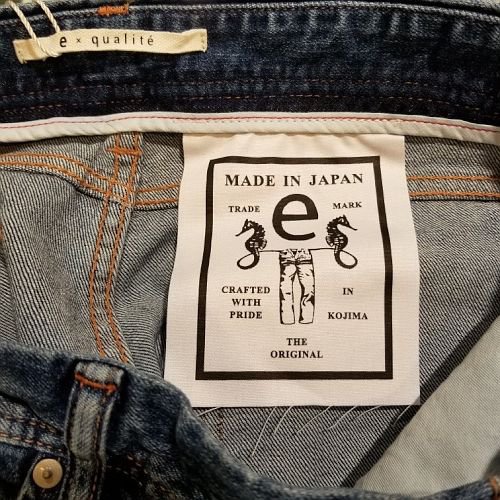 e × qualité
MADE IN JAPAN
TRADE MARK
e
CRAFTED IN
WITH KOJIMA
PRIDE
THE
ORIGINAL